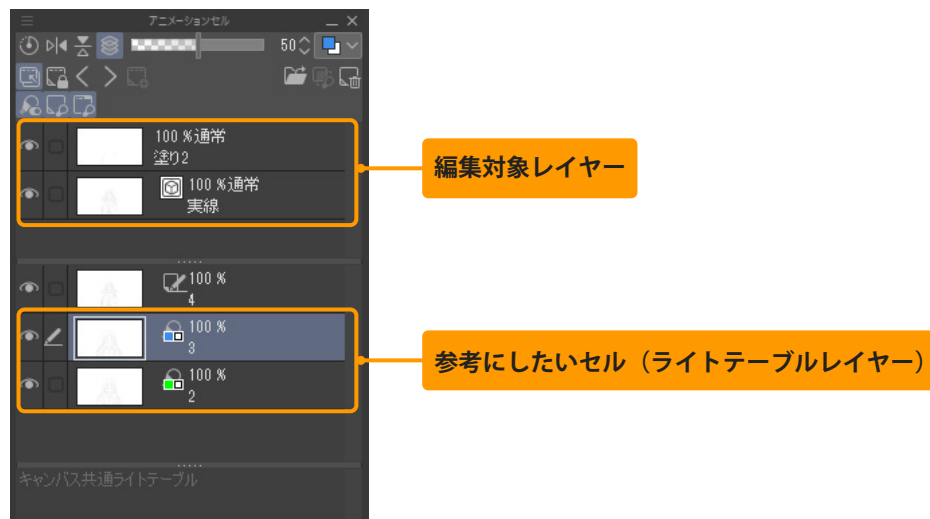 アニメーションセル
50
100 %通常
塗り2
100 %通常
実線
編集対象レイヤー
100 %
4
100 %
3
参考にしたいセル（ライトテーブルレイヤー）
100 %
2
キャンバス共通ライトテーブル